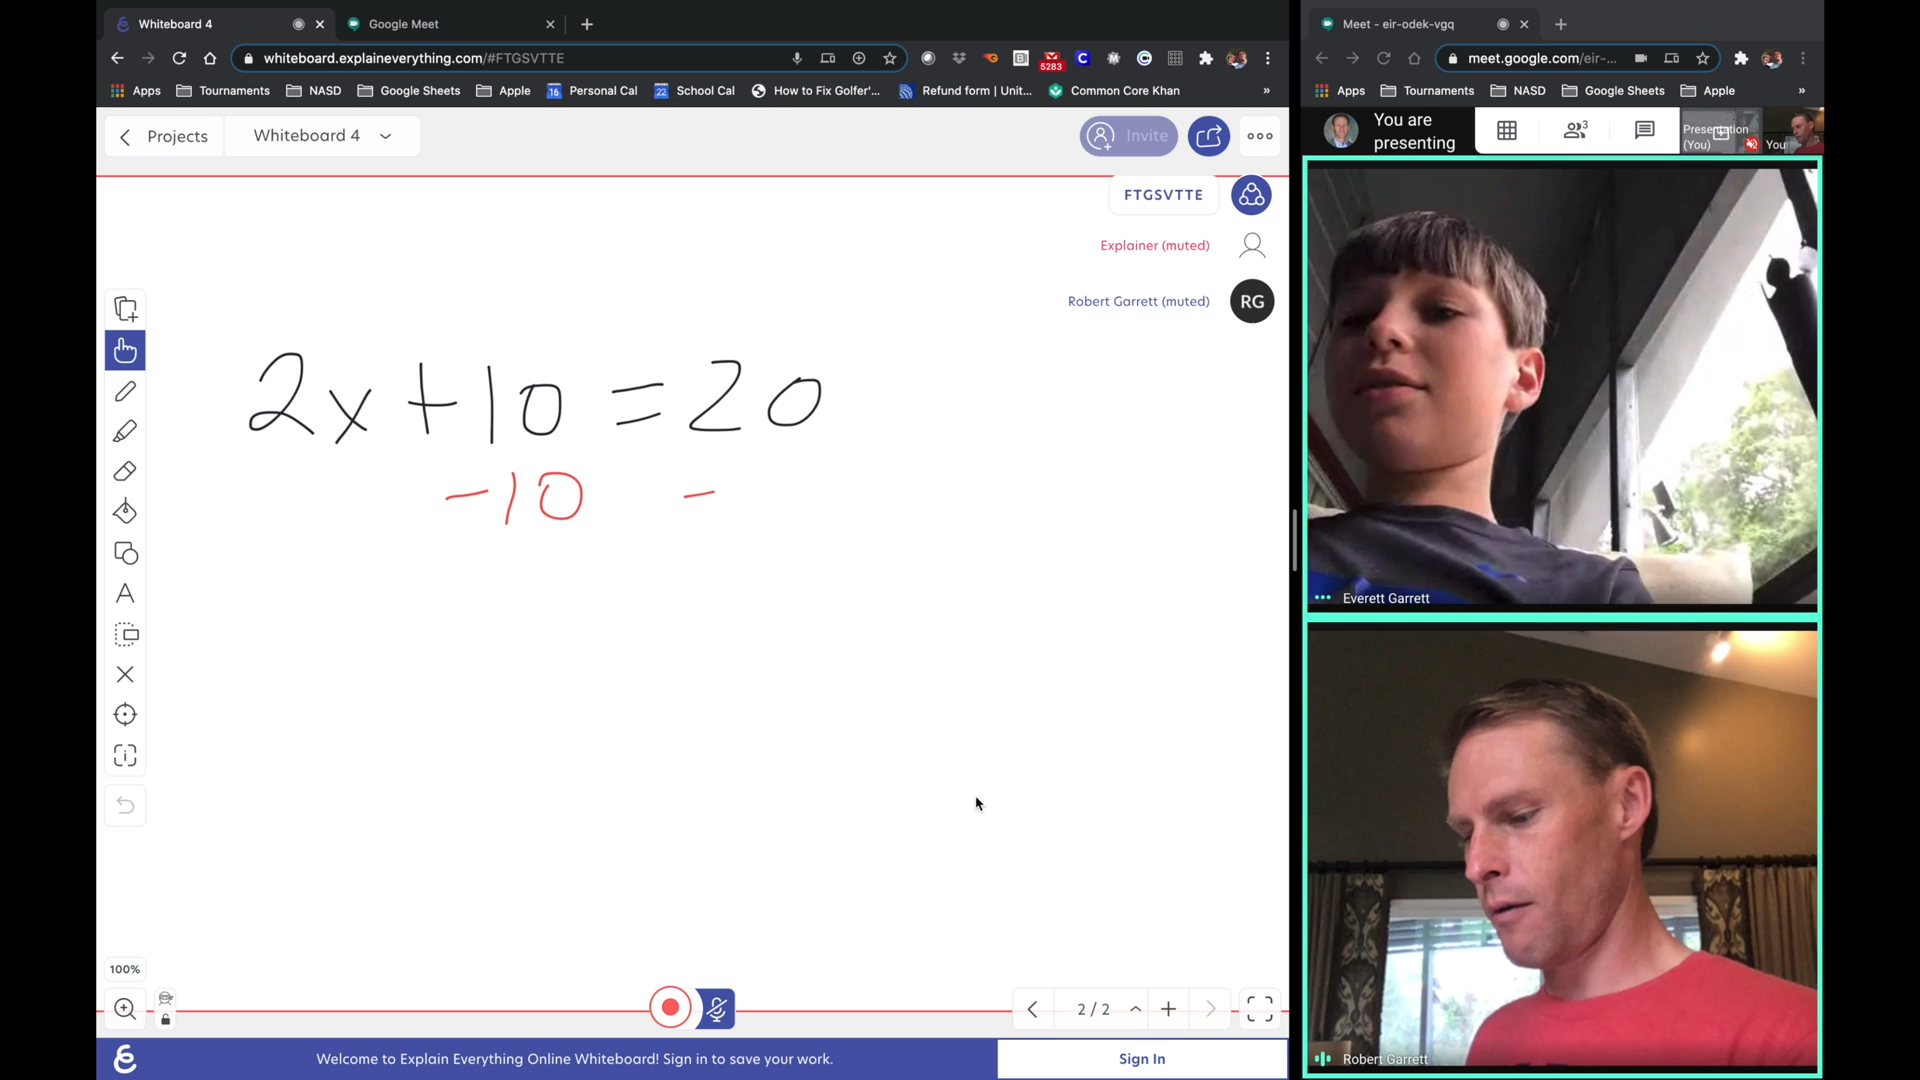 Whiteboard 4
Google Meet
Meet - eir-odek-vgq
whiteboard.explaineverything.com/#FTGSVTTE
5283
meet.google.com/eir-...
Apps Tournaments NASD Google Sheets Apple 16 Personal Cal 22 School Cal How to Fix Golfer'... Refund form | Unit... Common Core Khan »
Apps Tournaments NASD Google Sheets Apple »
Projects Whiteboard 4
Invite
You are presenting
3
Presentation (You)
You
FTGSVTTE
Explainer (muted)
Robert Garrett (muted)
RG
2x+10=20
-10 -
A
Everett Garrett
100%
2 / 2
Welcome to Explain Everything Online Whiteboard! Sign in to save your work.
Sign In
Robert Garrett